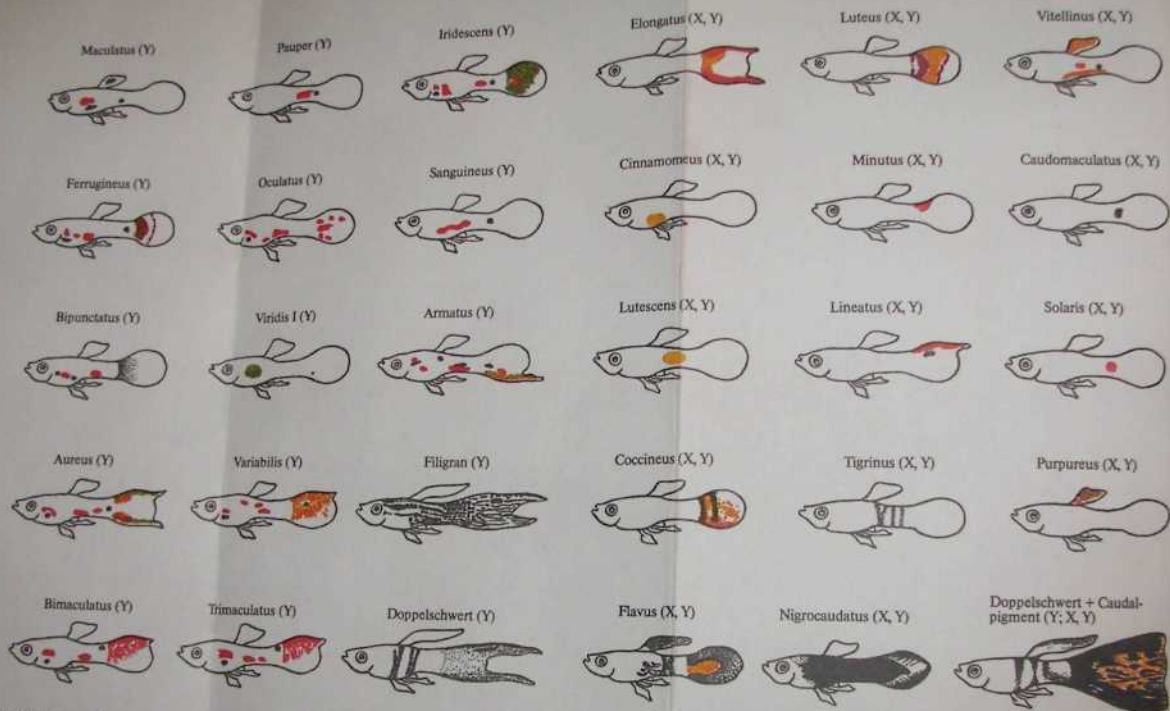 Maculatus (Y)
Pauper (Y)
Iridescens (Y)
Elongatus (X, Y)
Luteus (X, Y)
Vitellinus (X, Y)
Ferrugineus (Y)
Oculatus (Y)
Sanguineus (Y)
Cinnamomeus (X, Y)
Minutus (X, Y)
Caudomaculatus (X, Y)
Bipunctatus (Y)
Viridis I (Y)
Armatus (Y)
Lutescens (X, Y)
Lineatus (X, Y)
Solaris (X, Y)
Aureus (Y)
Variabilis (Y)
Filigran (Y)
Coccineus (X, Y)
Tigrinus (X, Y)
Purpureus (X, Y)
Bimaculatus (Y)
Trimaculatus (Y)
Doppelschwert (Y)
Flavus (X, Y)
Nigrocaudatus (X, Y)
Doppelschwert + Caudal-
pigment (Y; X, Y)